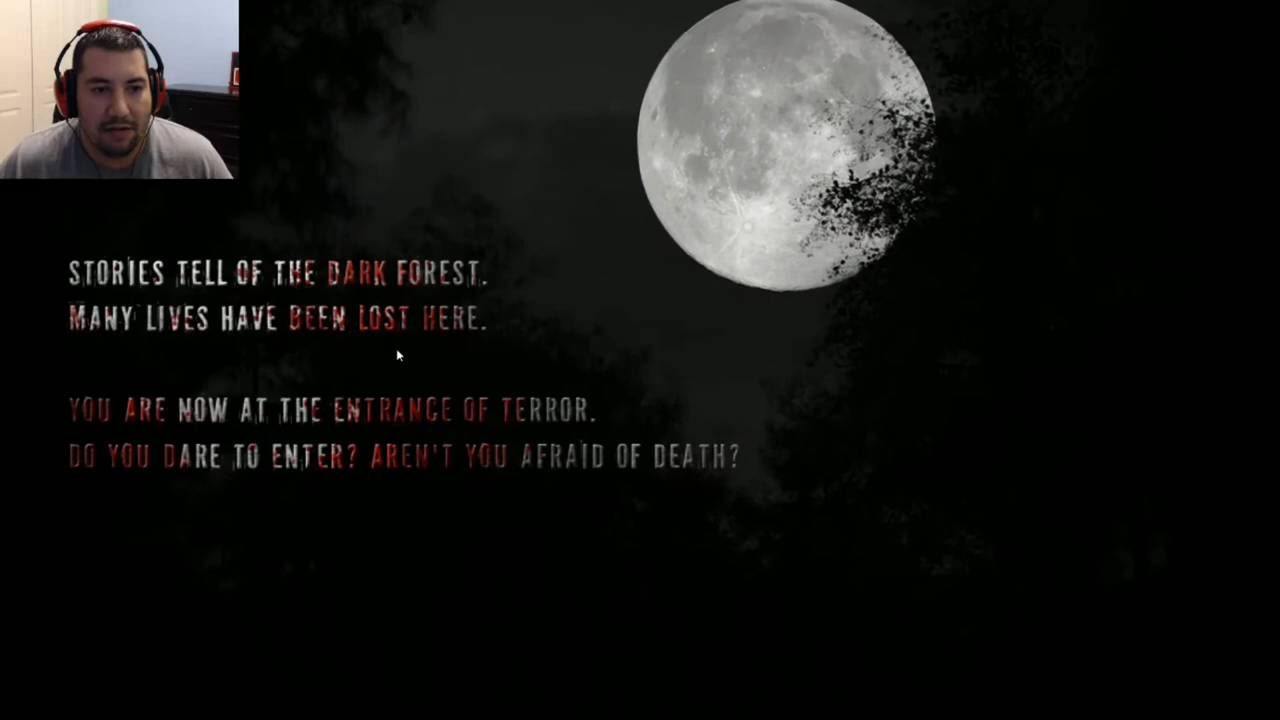 STORIES TELL OF THE DARK FOREST.
MANY LIVES HAVE BEEN LOST HERE.
YOU ARE NOW AT THE ENTRANCE OF TERROR.
DO YOU DARE TO ENTER? AREN'T YOU AFRAID OF DEATH?